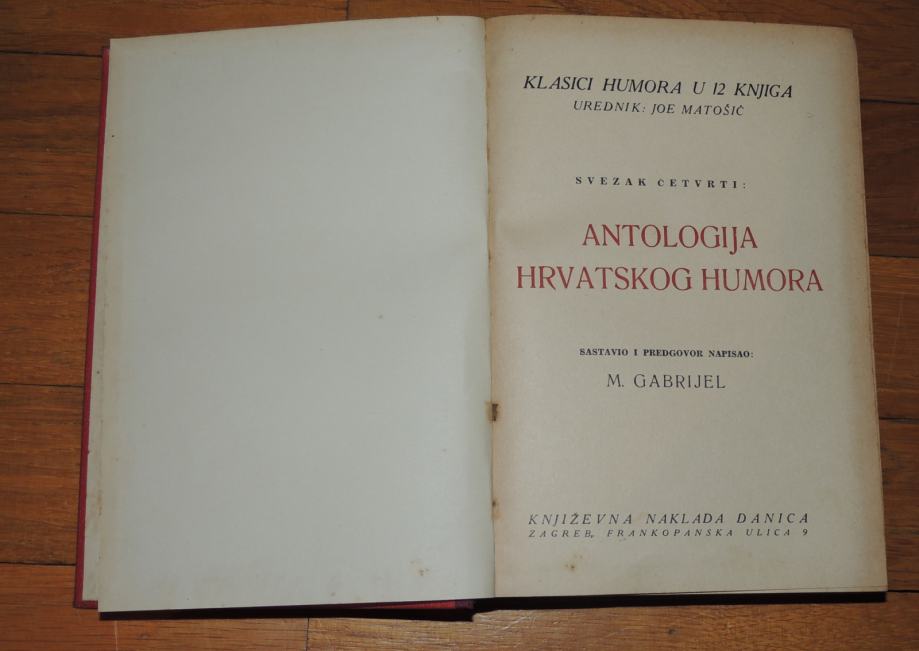 KLASICI HUMORA U 12 KNJIGA
UREDNIK: JOE MATOŠIĆ
SVEZAK ČETVRTI:
ANTOLOGIJA
HRVATSKOG HUMORA
SASTAVIO I PREDGOVOR NAPISAO:
M. GABRIJEL
KNJIŽEVNA NAKLADA DANICA
ZAGREB, FRANKOPANSKA ULICA 9